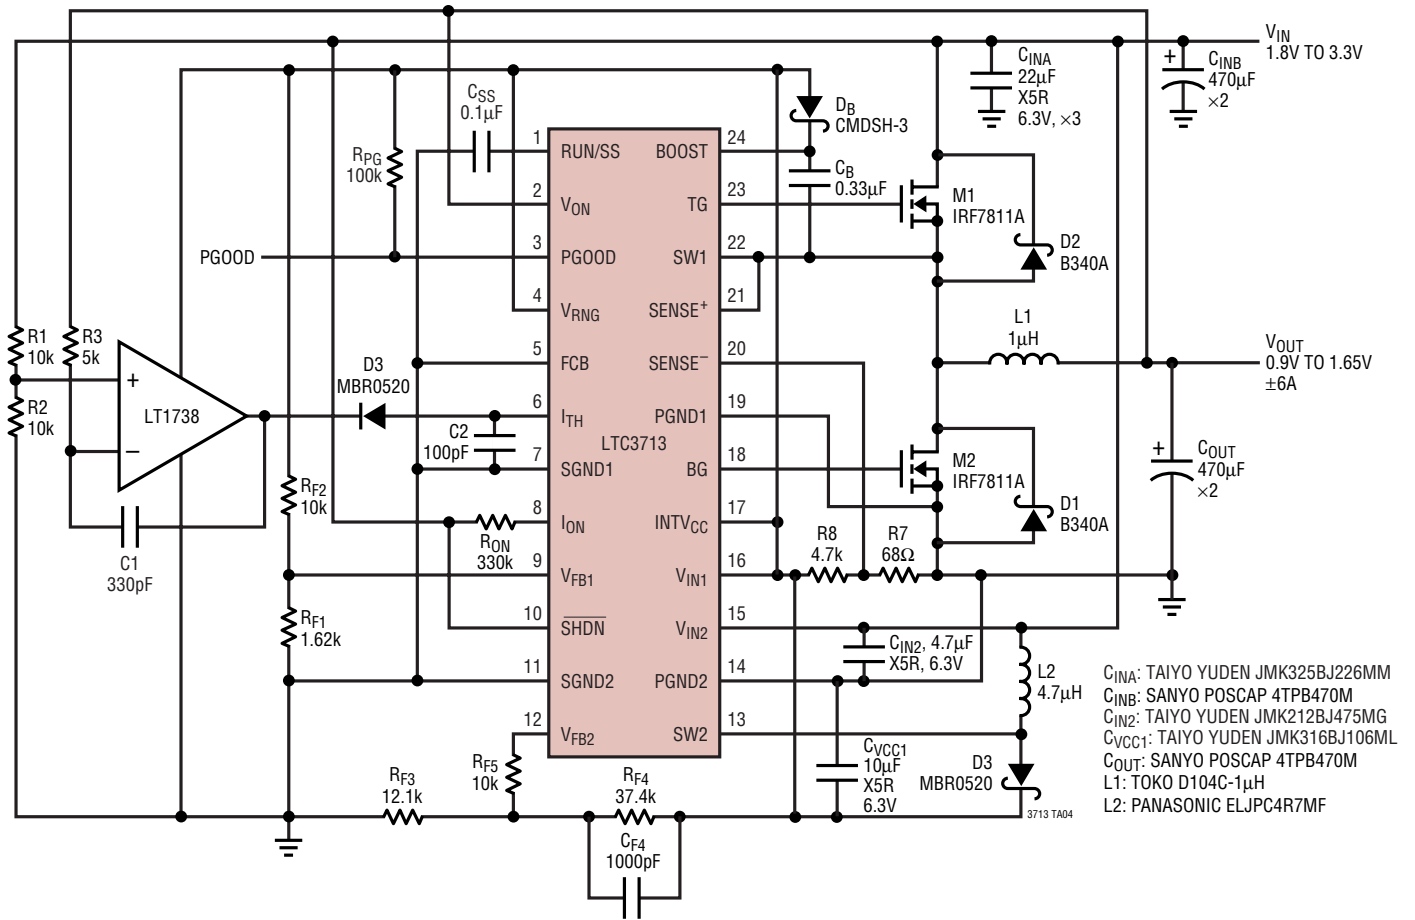 VIN
1.8V TO 3.3V
CINA
22µF
X5R
6.3V, ×3
+
CINB
470µF
×2
CSS
0.1µF
DB
CMDSH-3
RPG
100k
CB
0.33µF
1
RUN/SS
BOOST
24
2
VON
TG
23
3
PGOOD
PGOOD
SW1
22
4
VRNG
SENSE+
21
5
FCB
SENSE–
20
6
ITH
PGND1
19
LTC3713
7
SGND1
BG
18
8
ION
INTVCC
17
9
VFB1
VIN1
16
10
SHDN
VIN2
15
11
SGND2
PGND2
14
12
VFB2
SW2
13
M1
IRF7811A
D2
B340A
L1
1µH
VOUT
0.9V TO 1.65V
±6A
R1
10k
R3
5k
R2
10k
+
LT1738
–
D3
MBR0520
C2
100pF
C1
330pF
RF2
10k
RON
330k
RF1
1.62k
M2
IRF7811A
D1
B340A
+
COUT
470µF
×2
R8
4.7k
R7
68Ω
CIN2, 4.7µF
X5R, 6.3V
L2
4.7µH
CVCC1
10µF
X5R
6.3V
D3
MBR0520
RF5
10k
RF3
12.1k
RF4
37.4k
CF4
1000pF
3713 TA04
CINA: TAIYO YUDEN JMK325BJ226MM
CINB: SANYO POSCAP 4TPB470M
CIN2: TAIYO YUDEN JMK212BJ475MG
CVCC1: TAIYO YUDEN JMK316BJ106ML
COUT: SANYO POSCAP 4TPB470M
L1: TOKO D104C-1µH
L2: PANASONIC ELJPC4R7MF